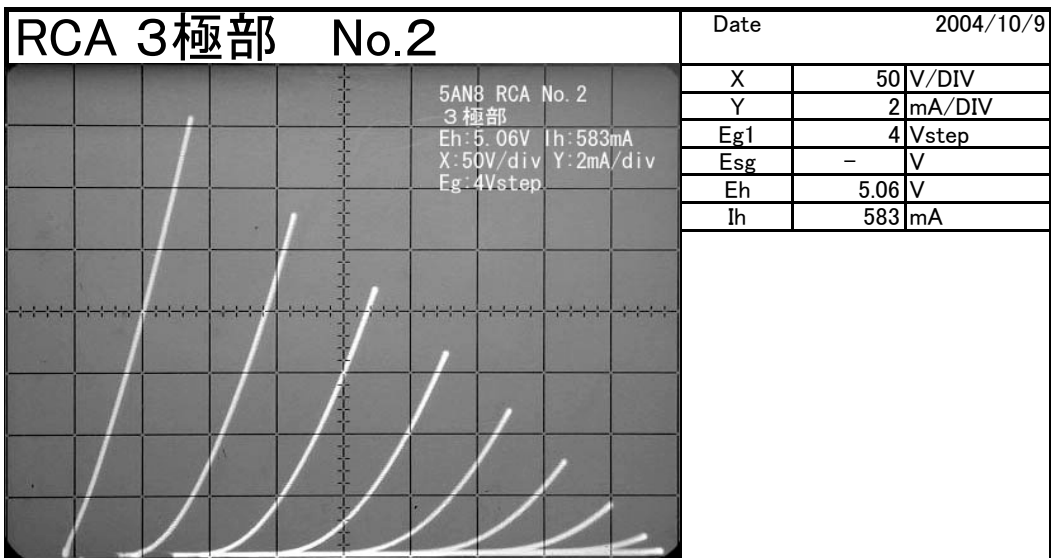 RCA 3極部 No.2
Date 2004/10/9
5AN8 RCA No.2
3極部
Eh:5.06V Ih:583mA
X:50V/div Y:2mA/div
Eg:4Vstep
X 50 V/DIV
Y 2 mA/DIV
Eg1 4 Vstep
Esg - V
Eh 5.06 V
Ih 583 mA